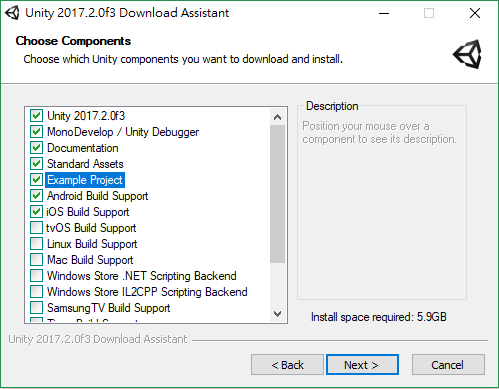 Unity 2017.2.0f3 Download Assistant
Choose Components
Choose which Unity components you want to download and install.
Unity 2017.2.0f3
MonoDevelop / Unity Debugger
Documentation
Standard Assets
Example Project
Android Build Support
iOS Build Support
tvOS Build Support
Linux Build Support
Mac Build Support
Windows Store .NET Scripting Backend
Windows Store IL2CPP Scripting Backend
SamsungTV Build Support
Description
Position your mouse over a
component to see its description.
Install space required: 5.9GB
Unity 2017.2.0f3 Download Assistant
< Back
Next >
Cancel